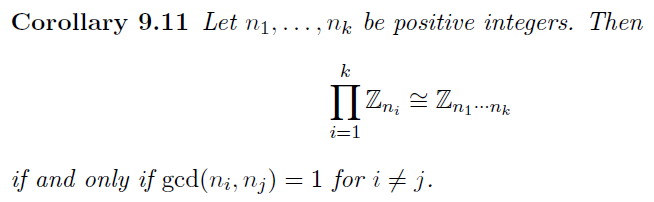 Corollary 9.11 Let n₁, . . . , nₖ be positive integers. Then
k
∏ ℤₙᵢ ≅ ℤₙ₁···ₙₖ
i=1
if and only if gcd(nᵢ, nⱼ) = 1 for i ≠ j.